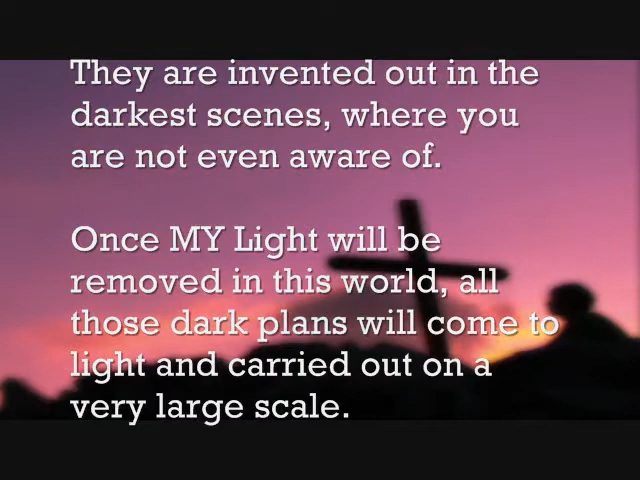 They are invented out in the
darkest scenes, where you
are not even aware of.
Once MY Light will be
removed in this world, all
those dark plans will come to
light and carried out on a
very large scale.